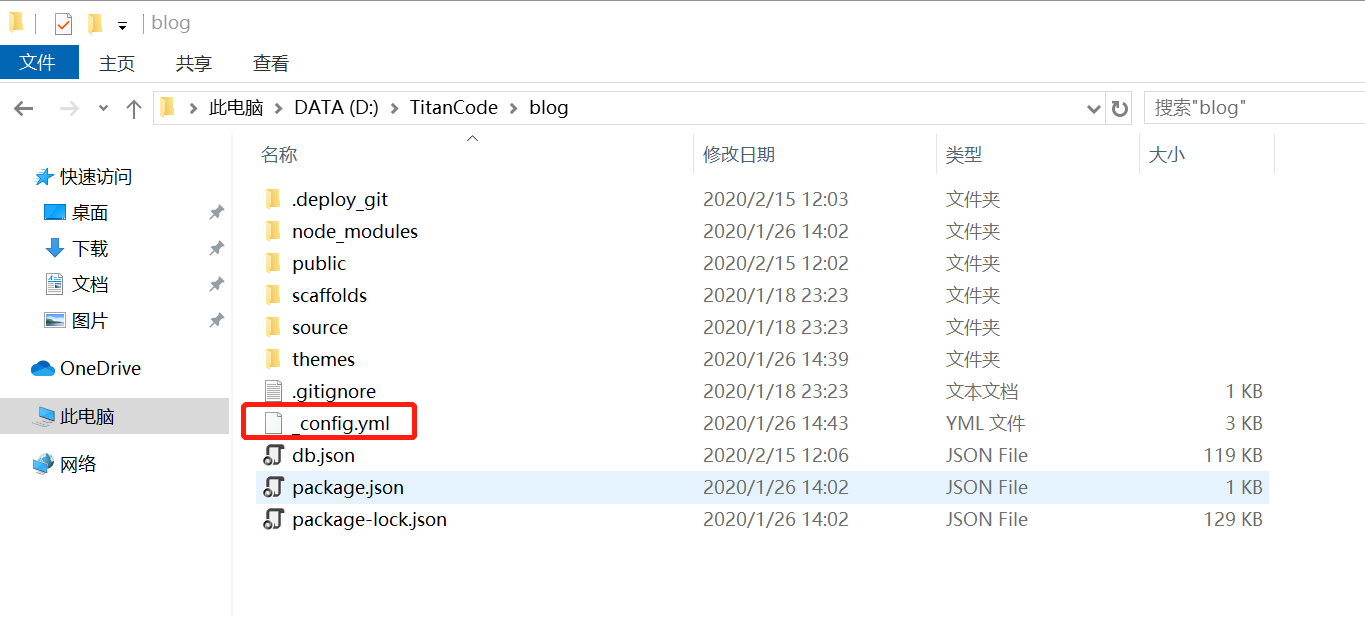 blog
文件 主页 共享 查看
此电脑 DATA (D:) TitanCode blog 搜索"blog"
名称 修改日期 类型 大小
快速访问
桌面
下载
文档
图片
OneDrive
此电脑
网络
.deploy_git 2020/2/15 12:03 文件夹
node_modules 2020/1/26 14:02 文件夹
public 2020/2/15 12:02 文件夹
scaffolds 2020/1/18 23:23 文件夹
source 2020/1/18 23:23 文件夹
themes 2020/1/26 14:39 文件夹
.gitignore 2020/1/18 23:23 文本文档 1 KB
_config.yml 2020/1/26 14:43 YML 文件 3 KB
db.json 2020/2/15 12:06 JSON File 119 KB
package.json 2020/1/26 14:02 JSON File 1 KB
package-lock.json 2020/1/26 14:02 JSON File 129 KB